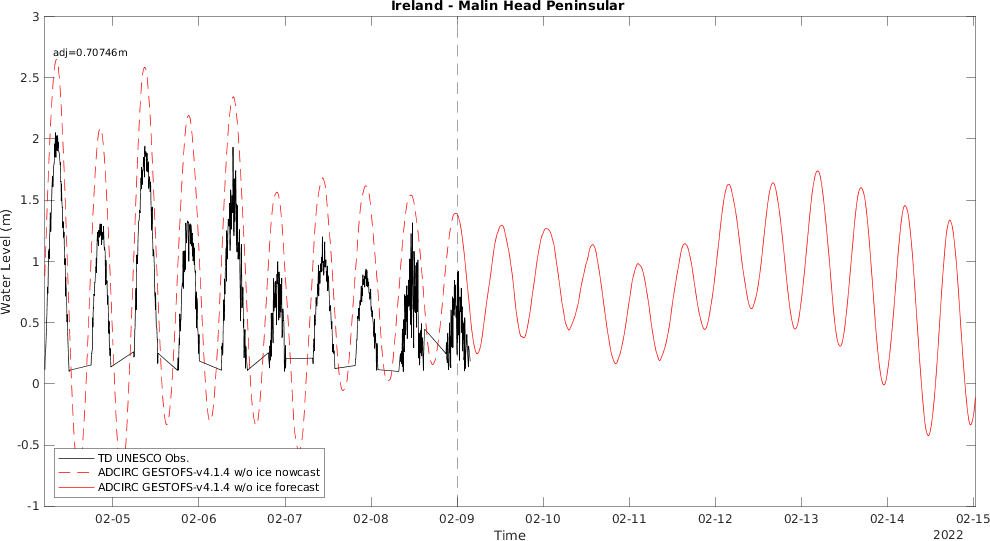 Ireland - Malin Head Peninsular
adj=0.70746m
3
2.5
2
1.5
1
0.5
0
-0.5
-1
Water Level (m)
TD UNESCO Obs.
ADCIRC GESTOFS-v4.1.4 w/o ice nowcast
ADCIRC GESTOFS-v4.1.4 w/o ice forecast
02-05 02-06 02-07 02-08 02-09 02-10 02-11 02-12 02-13 02-14 02-15
Time
2022